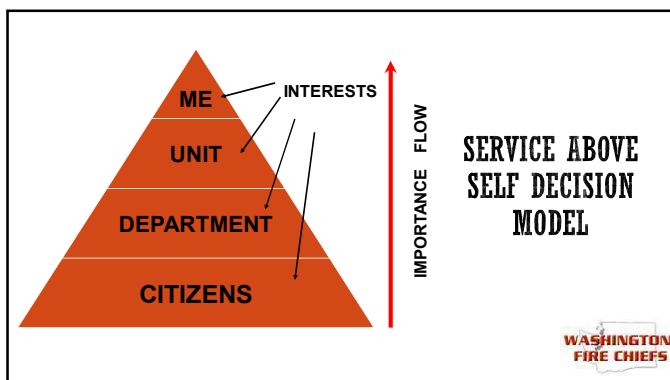 ME
INTERESTS
UNIT
DEPARTMENT
CITIZENS
IMPORTANCE FLOW
SERVICE ABOVE
SELF DECISION
MODEL
WASHINGTON
FIRE CHIEFS